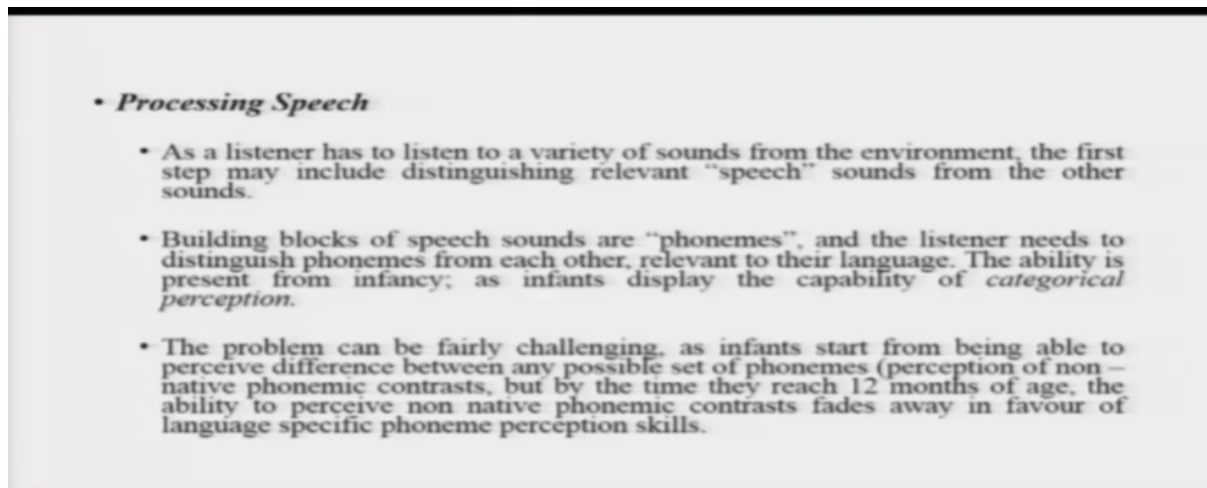 • Processing Speech
• As a listener has to listen to a variety of sounds from the environment, the first
step may include distinguishing relevant “speech” sounds from the other
sounds.
• Building blocks of speech sounds are “phonemes”, and the listener needs to
distinguish phonemes from each other, relevant to their language. The ability is
present from infancy; as infants display the capability of categorical
perception.
• The problem can be fairly challenging, as infants start from being able to
perceive difference between any possible set of phonemes (perception of non –
native phonemic contrasts, but by the time they reach 12 months of age, the
ability to perceive non native phonemic contrasts fades away in favour of
language specific phoneme perception skills.